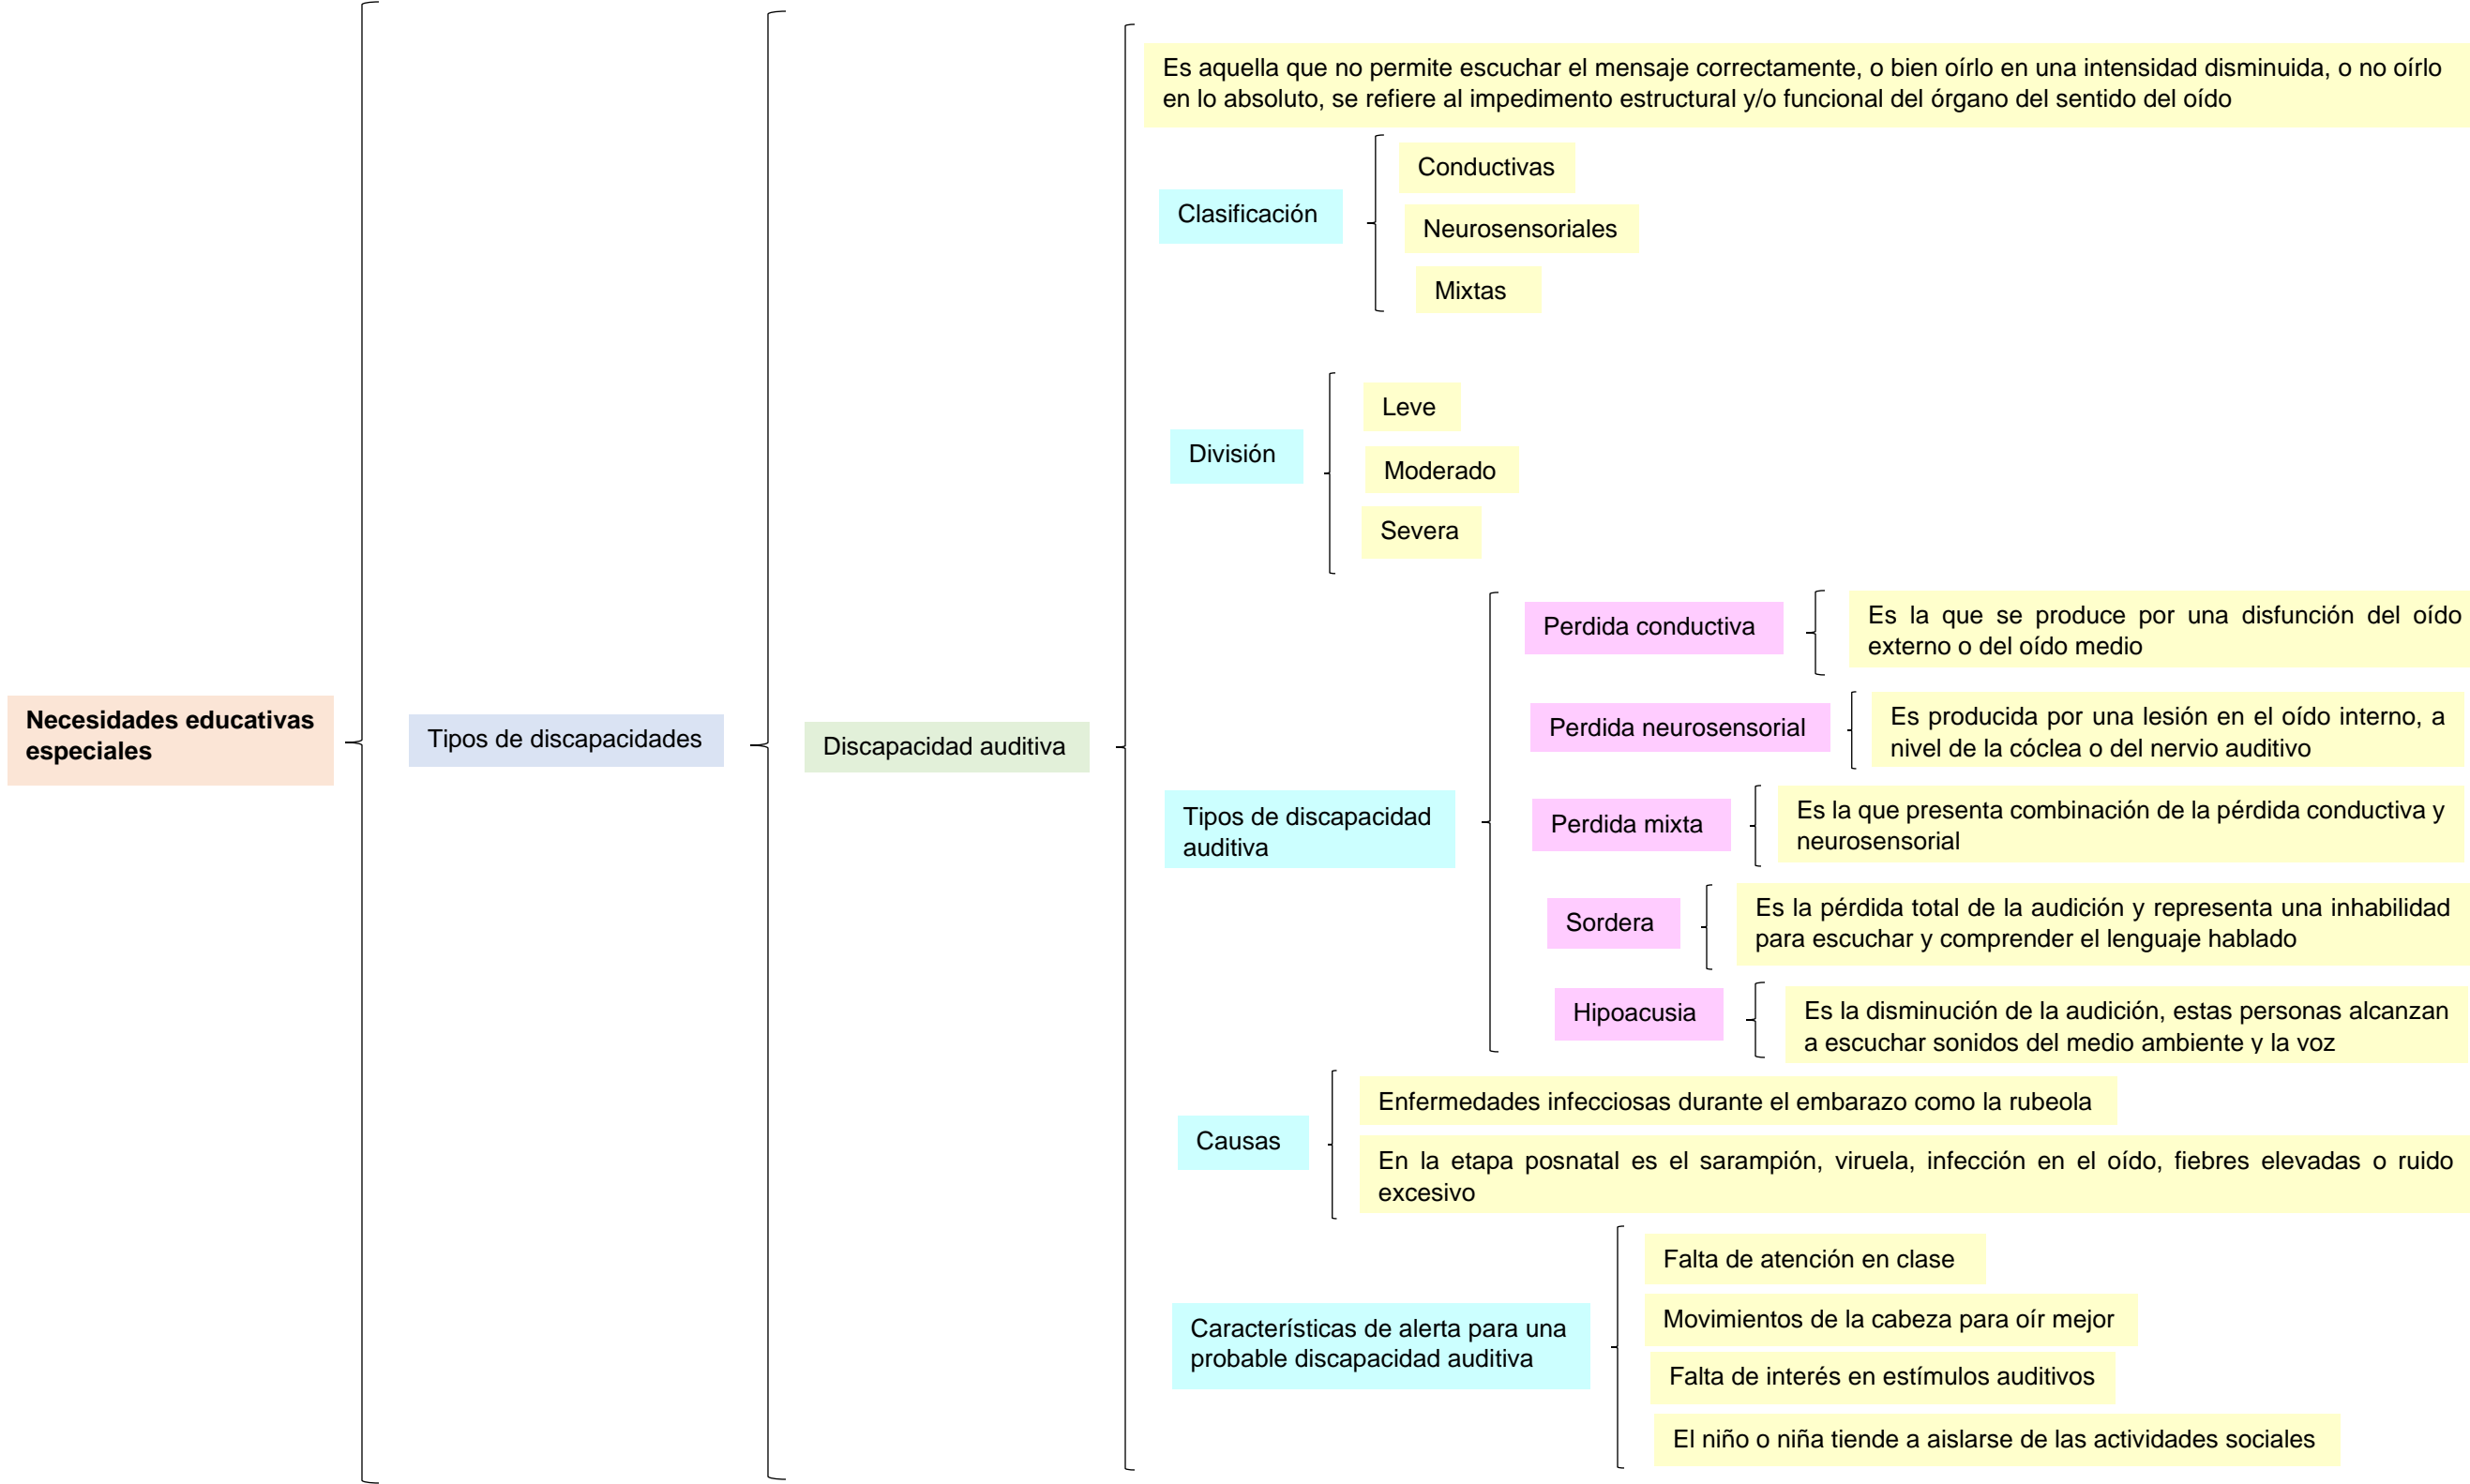 Necesidades educativas
especiales
Tipos de discapacidades
Discapacidad auditiva
Es aquella que no permite escuchar el mensaje correctamente, o bien oírlo en una intensidad disminuida, o no oírlo
en lo absoluto, se refiere al impedimento estructural y/o funcional del órgano del sentido del oído
Clasificación
Conductivas
Neurosensoriales
Mixtas
División
Leve
Moderado
Severa
Tipos de discapacidad
auditiva
Perdida conductiva
Es la que se produce por una disfunción del oído
externo o del oído medio
Perdida neurosensorial
Es producida por una lesión en el oído interno, a
nivel de la cóclea o del nervio auditivo
Perdida mixta
Es la que presenta combinación de la pérdida conductiva y
neurosensorial
Sordera
Es la pérdida total de la audición y representa una inhabilidad
para escuchar y comprender el lenguaje hablado
Hipoacusia
Es la disminución de la audición, estas personas alcanzan
a escuchar sonidos del medio ambiente y la voz
Causas
Enfermedades infecciosas durante el embarazo como la rubeola
En la etapa posnatal es el sarampión, viruela, infección en el oído, fiebres elevadas o ruido
excesivo
Características de alerta para una
probable discapacidad auditiva
Falta de atención en clase
Movimientos de la cabeza para oír mejor
Falta de interés en estímulos auditivos
El niño o niña tiende a aislarse de las actividades sociales